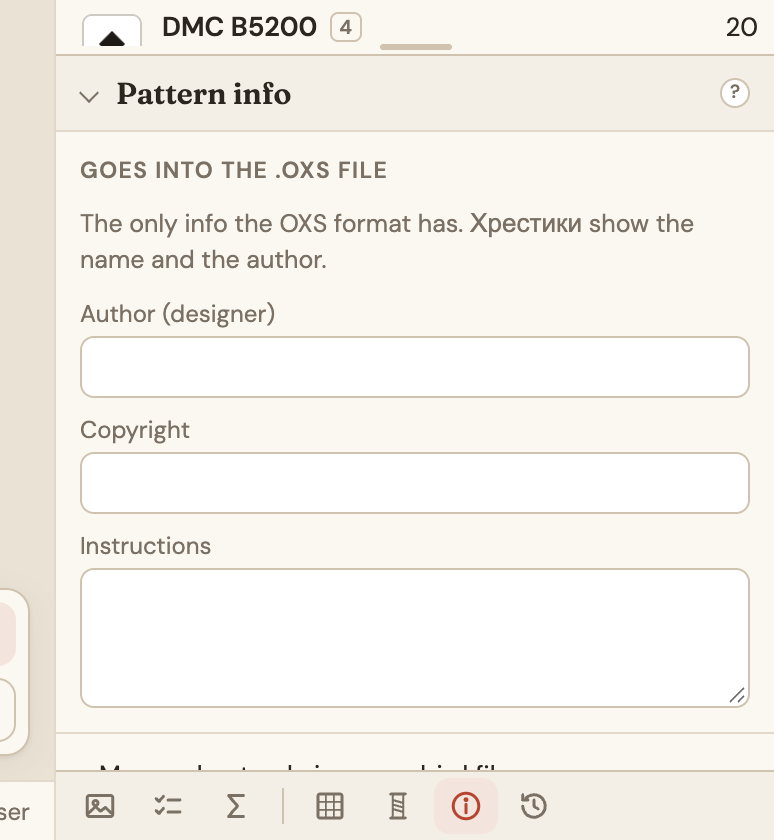 DMC B5200 4 20
Pattern info ?
GOES INTO THE .OXS FILE
The only info the OXS format has. Хрестики show the
name and the author.
Author (designer)
Copyright
Instructions
ser